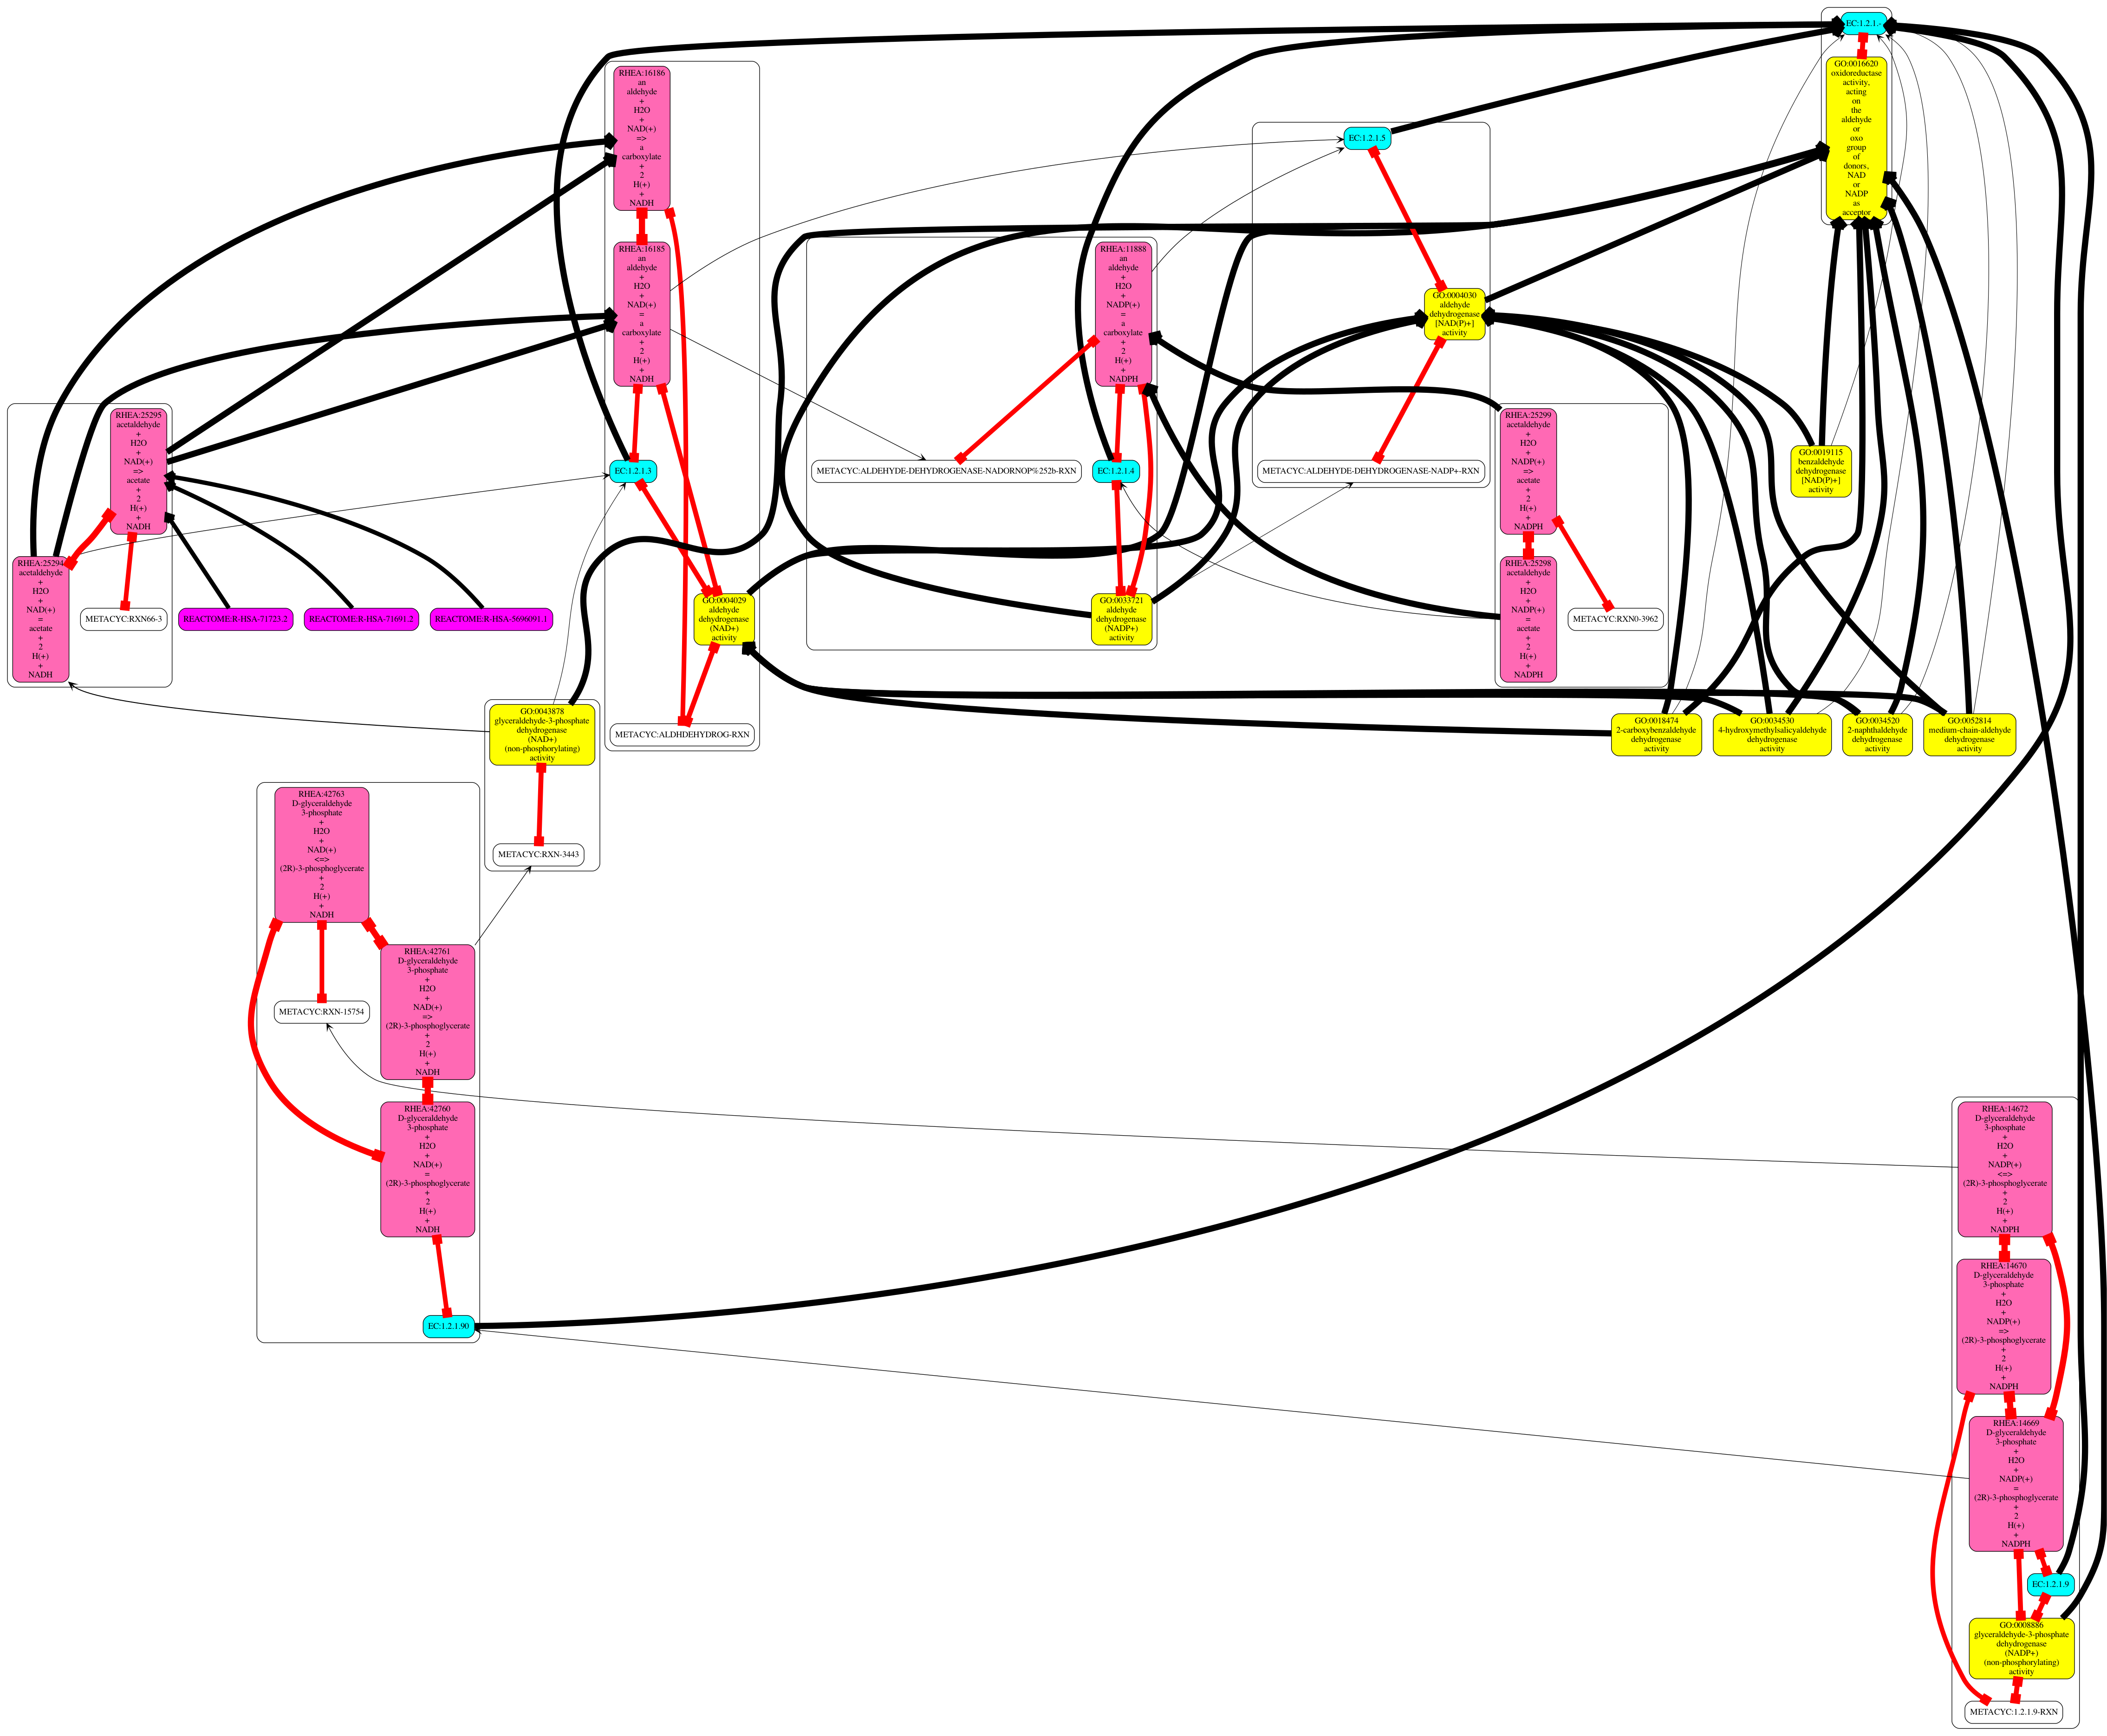 EC:1.2.1.-
GO:0016620
oxidoreductase
activity,
acting
on
the
aldehyde
or
oxo
group
of
donors,
NAD
or
NADP
as
acceptor
RHEA:16186
an
aldehyde
+
H2O
+
NAD(+)
=>
a
carboxylate
+
2
H(+)
+
NADH
EC:1.2.1.5
RHEA:16185
an
aldehyde
+
H2O
+
NAD(+)
=
a
carboxylate
+
2
H(+)
+
NADH
RHEA:11888
an
aldehyde
+
H2O
+
NADP(+)
=
a
carboxylate
+
2
H(+)
+
NADPH
GO:0004030
aldehyde
dehydrogenase
[NAD(P)+]
activity
RHEA:25295
acetaldehyde
+
H2O
+
NAD(+)
=>
acetate
+
2
H(+)
+
NADH
EC:1.2.1.3
METACYC:ALDEHYDE-DEHYDROGENASE-NADORNOP%252b-RXN
EC:1.2.1.4
METACYC:ALDEHYDE-DEHYDROGENASE-NADP+-RXN
RHEA:25299
acetaldehyde
+
H2O
+
NADP(+)
=>
acetate
+
2
H(+)
+
NADPH
GO:0019115
benzaldehyde
dehydrogenase
[NAD(P)+]
activity
RHEA:25294
acetaldehyde
+
H2O
+
NAD(+)
=
acetate
+
2
H(+)
+
NADH
METACYC:RXN66-3
REACTOME:R-HSA-71723.2
REACTOME:R-HSA-71691.2
REACTOME:R-HSA-5696091.1
GO:0004029
aldehyde
dehydrogenase
(NAD+)
activity
GO:0033721
aldehyde
dehydrogenase
(NADP+)
activity
RHEA:25298
acetaldehyde
+
H2O
+
NADP(+)
=
acetate
+
2
H(+)
+
NADPH
METACYC:RXN0-3962
GO:0043878
glyceraldehyde-3-phosphate
dehydrogenase
(NAD+)
(non-phosphorylating)
activity
METACYC:ALDHDEHYDROG-RXN
GO:0018474
2-carboxybenzaldehyde
dehydrogenase
activity
GO:0034530
4-hydroxymethylsalicyaldehyde
dehydrogenase
activity
GO:0034520
2-naphthaldehyde
dehydrogenase
activity
GO:0052814
medium-chain-aldehyde
dehydrogenase
activity
RHEA:42763
D-glyceraldehyde
3-phosphate
+
H2O
+
NAD(+)
<=>
(2R)-3-phosphoglycerate
+
2
H(+)
+
NADH
METACYC:RXN-3443
RHEA:42761
D-glyceraldehyde
3-phosphate
+
H2O
+
NAD(+)
=>
(2R)-3-phosphoglycerate
+
2
H(+)
+
NADH
METACYC:RXN-15754
RHEA:42760
D-glyceraldehyde
3-phosphate
+
H2O
+
NAD(+)
=
(2R)-3-phosphoglycerate
+
2
H(+)
+
NADH
EC:1.2.1.90
RHEA:14672
D-glyceraldehyde
3-phosphate
+
H2O
+
NADP(+)
<=>
(2R)-3-phosphoglycerate
+
2
H(+)
+
NADPH
RHEA:14670
D-glyceraldehyde
3-phosphate
+
H2O
+
NADP(+)
=>
(2R)-3-phosphoglycerate
+
2
H(+)
+
NADPH
RHEA:14669
D-glyceraldehyde
3-phosphate
+
H2O
+
NADP(+)
=
(2R)-3-phosphoglycerate
+
2
H(+)
+
NADPH
EC:1.2.1.9
GO:0008886
glyceraldehyde-3-phosphate
dehydrogenase
(NADP+)
(non-phosphorylating)
activity
METACYC:1.2.1.9-RXN